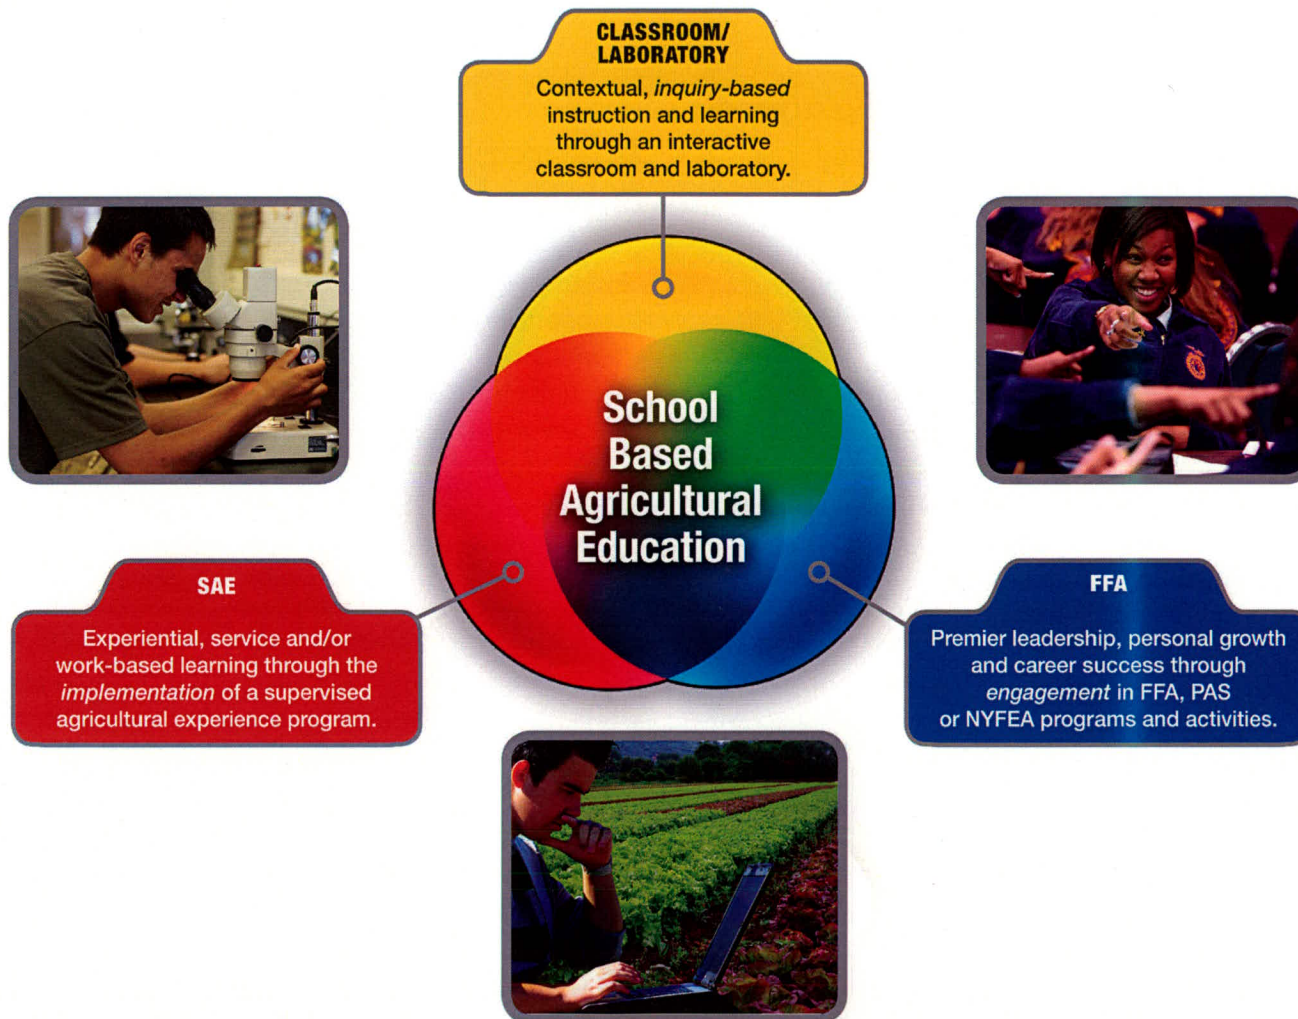 CLASSROOM/
LABORATORY
Contextual, inquiry-based
instruction and learning
through an interactive
classroom and laboratory.
School
Based
Agricultural
Education
SAE
Experiential, service and/or
work-based learning through the
implementation of a supervised
agricultural experience program.
FFA
Premier leadership, personal growth
and career success through
engagement in FFA, PAS
or NYFEA programs and activities.